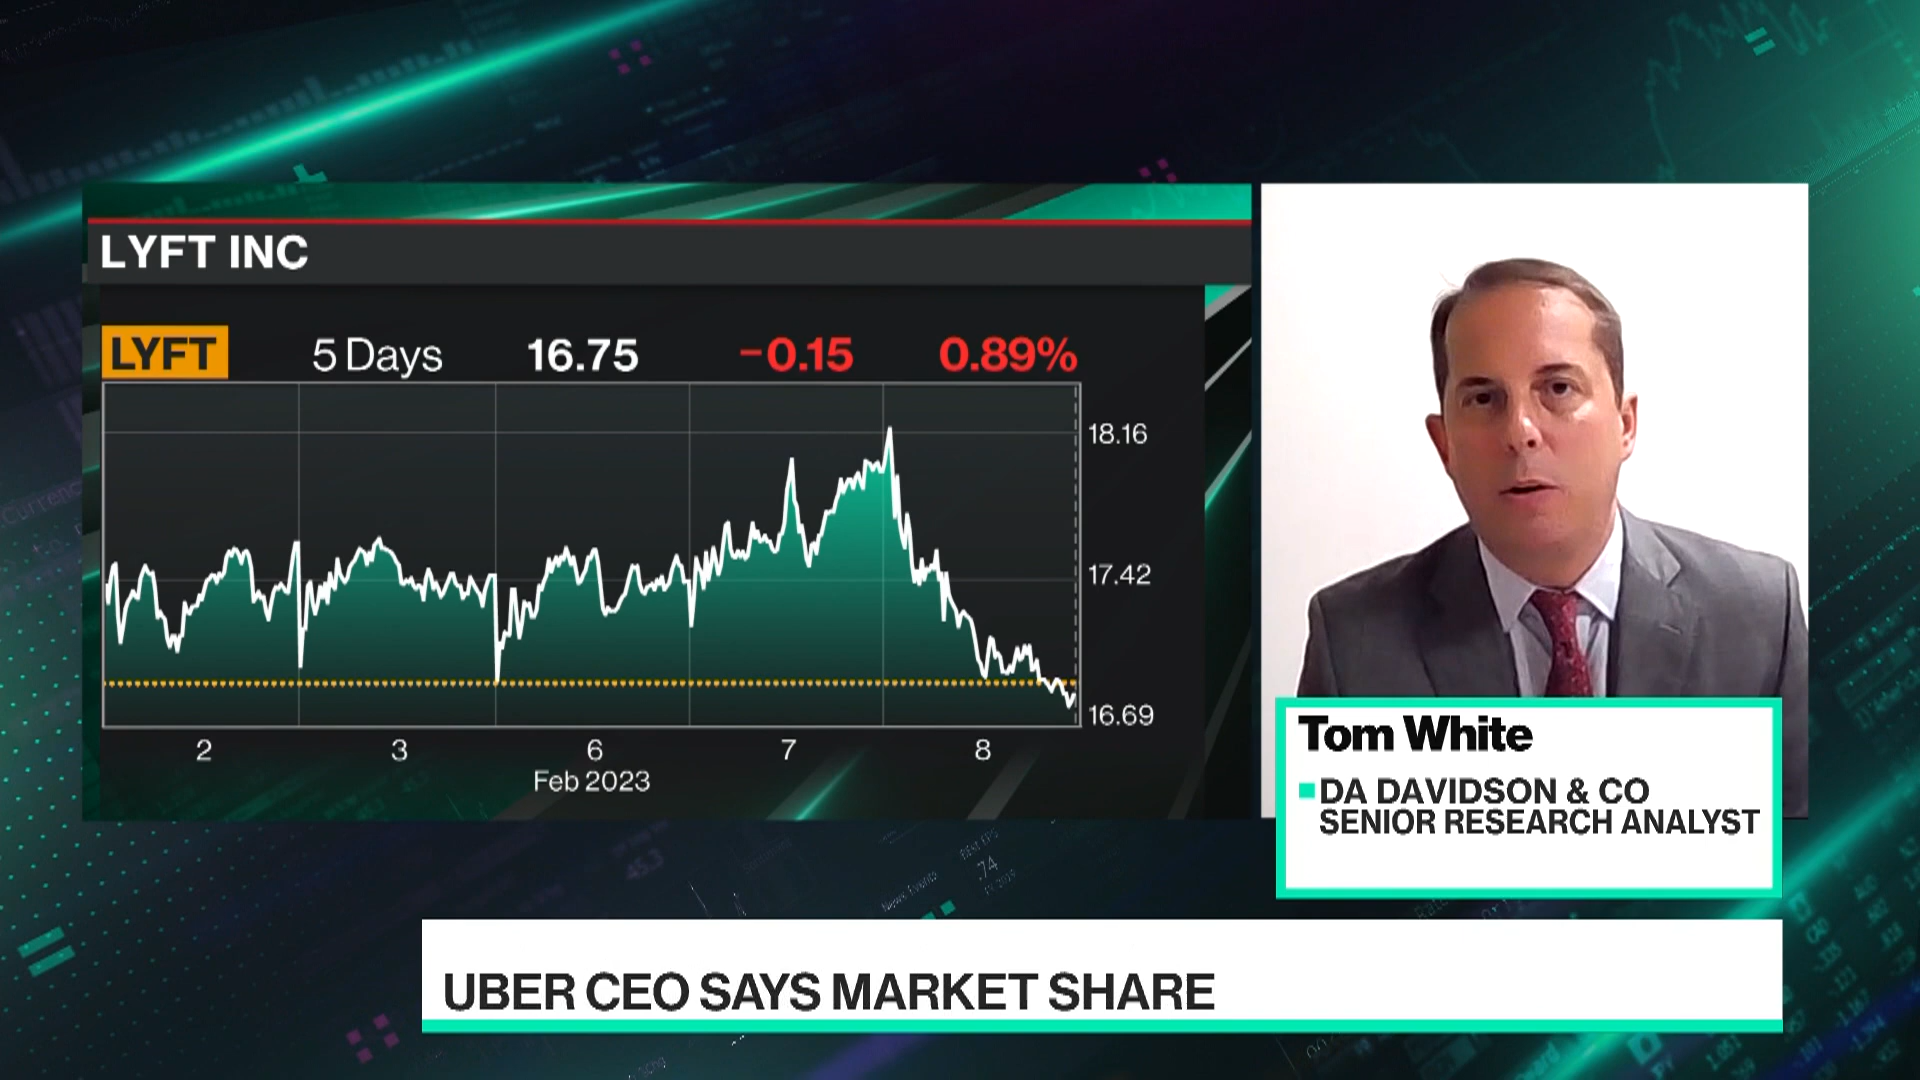 LYFT INC
LYFT 5 Days 16.75 −0.15 0.89%
18.16
17.42
16.69
2 3 6 7 8
Feb 2023
Tom White
DA DAVIDSON & CO
SENIOR RESEARCH ANALYST
UBER CEO SAYS MARKET SHARE